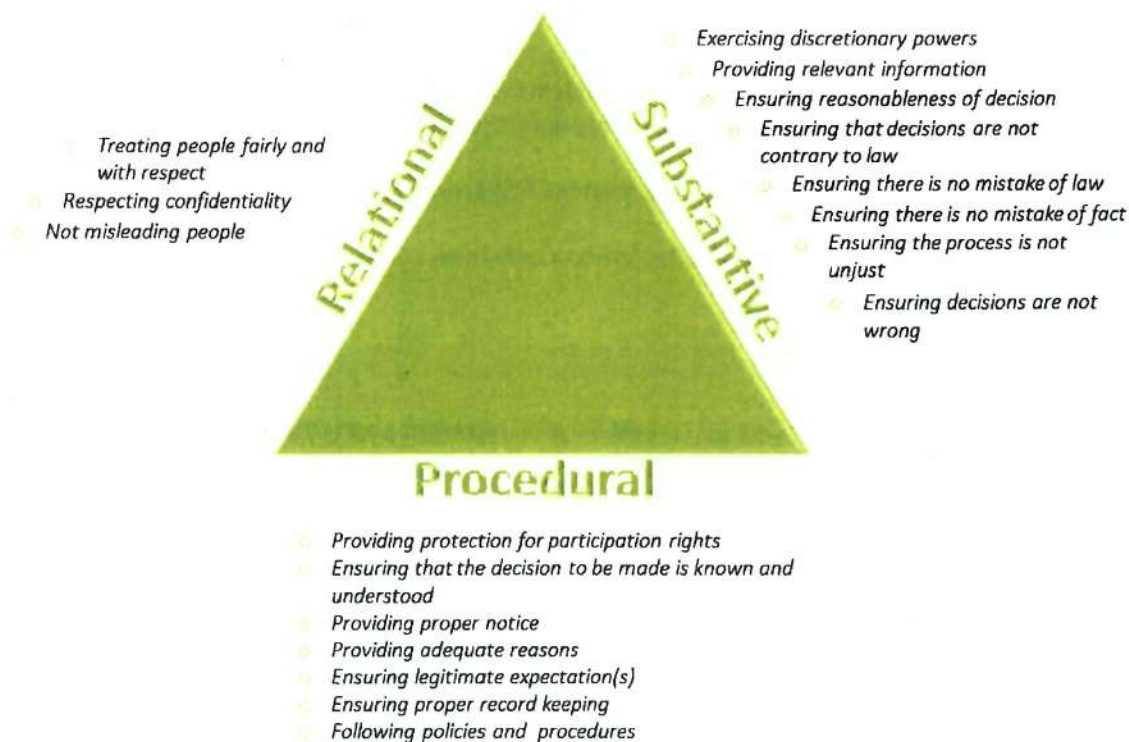 Relational
Treating people fairly and
with respect
Respecting confidentiality
Not misleading people
Substantive
Exercising discretionary powers
Providing relevant information
Ensuring reasonableness of decision
Ensuring that decisions are not
contrary to law
Ensuring there is no mistake of law
Ensuring there is no mistake of fact
Ensuring the process is not
unjust
Ensuring decisions are not
wrong
Procedural
Providing protection for participation rights
Ensuring that the decision to be made is known and
understood
Providing proper notice
Providing adequate reasons
Ensuring legitimate expectation(s)
Ensuring proper record keeping
Following policies and procedures